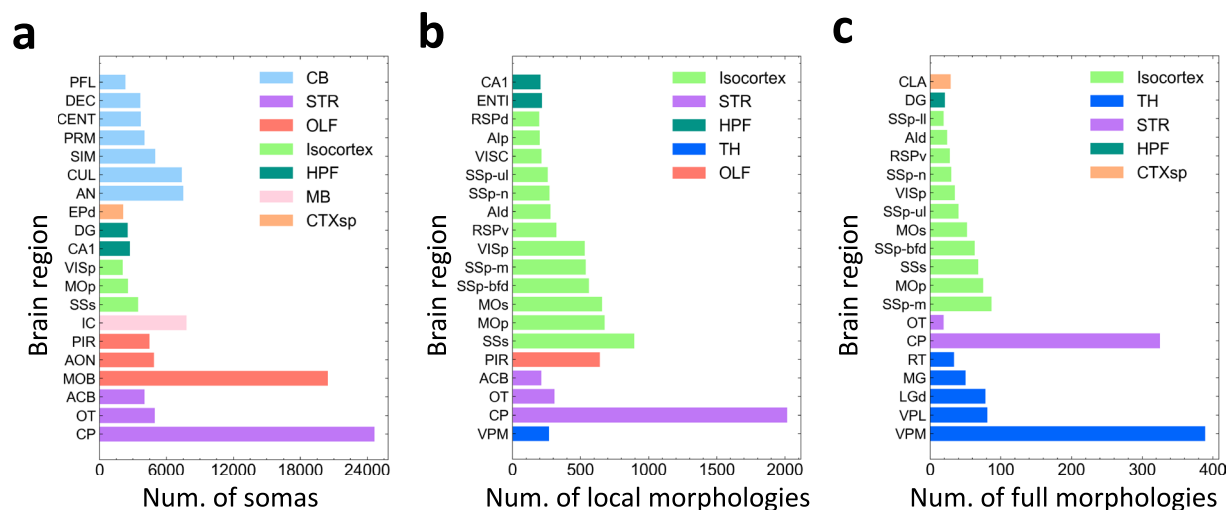 a
Brain region
PFL
DEC
CENT
PRM
SIM
CUL
AN
EPd
DG
CA1
VISp
MOp
SSs
IC
PIR
AON
MOB
ACB
OT
CP
CB
STR
OLF
Isocortex
HPF
MB
CTXsp
0 6000 12000 18000 24000
Num. of somas
b
Brain region
CA1
ENTl
RSPd
AIp
VISC
SSp-ul
SSp-n
AId
RSPv
VISp
SSp-m
SSp-bfd
MOs
MOp
SSs
PIR
ACB
OT
CP
VPM
Isocortex
STR
HPF
TH
OLF
0 500 1000 1500 2000
Num. of local morphologies
c
Brain region
CLA
DG
SSp-ll
AId
RSPv
SSp-n
VISp
SSp-ul
MOs
SSp-bfd
SSs
MOp
SSp-m
OT
CP
RT
MG
LGd
VPL
VPM
Isocortex
TH
STR
HPF
CTXsp
0 100 200 300 400
Num. of full morphologies